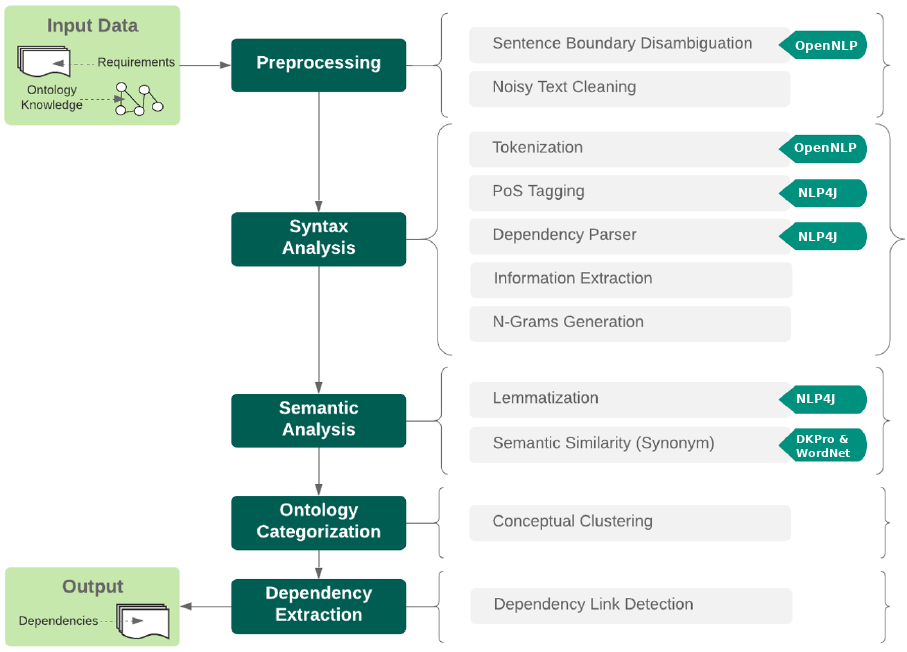 Input Data
Requirements
Ontology
Knowledge
Preprocessing
Sentence Boundary Disambiguation
OpenNLP
Noisy Text Cleaning
Syntax
Analysis
Tokenization
OpenNLP
PoS Tagging
NLP4J
Dependency Parser
NLP4J
Information Extraction
N-Grams Generation
Semantic
Analysis
Lemmatization
NLP4J
Semantic Similarity (Synonym)
DKPro &
WordNet
Ontology
Categorization
Conceptual Clustering
Dependency
Extraction
Dependency Link Detection
Output
Dependencies